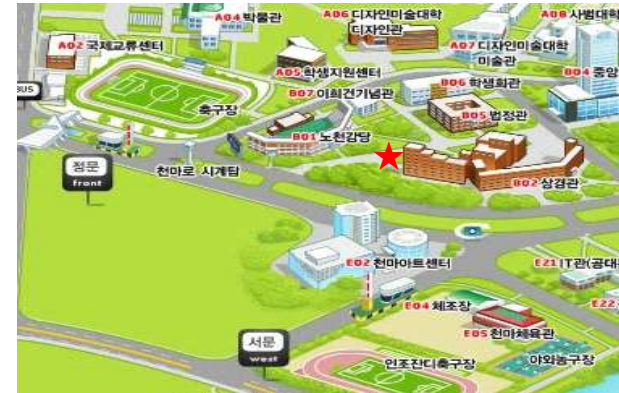 A04 박물관
A06 디자인미술대학
디자인관
A08 사범대학
A02 국제교류센터
A07 디자인미술대학
미술관
A05 학생지원센터
B07 이희건기념관
B06 학생회관
B04 중앙
BUS
축구장
B05 법정관
B01 노천강당
정문
front
천마로 시계탑
B02 상경관
E02 천마아트센터
E21 IT관(공대
E04 체조장
E22
E05 천마체육관
서문
west
인조잔디축구장
야외농구장